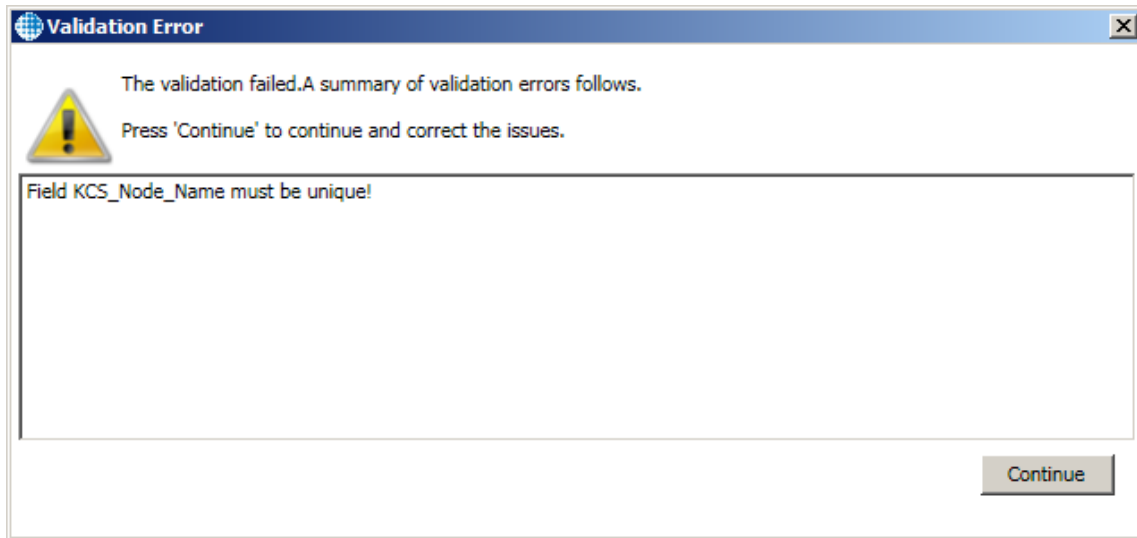 Validation Error
The validation failed.A summary of validation errors follows.
Press 'Continue' to continue and correct the issues.
Field KCS_Node_Name must be unique!
Continue